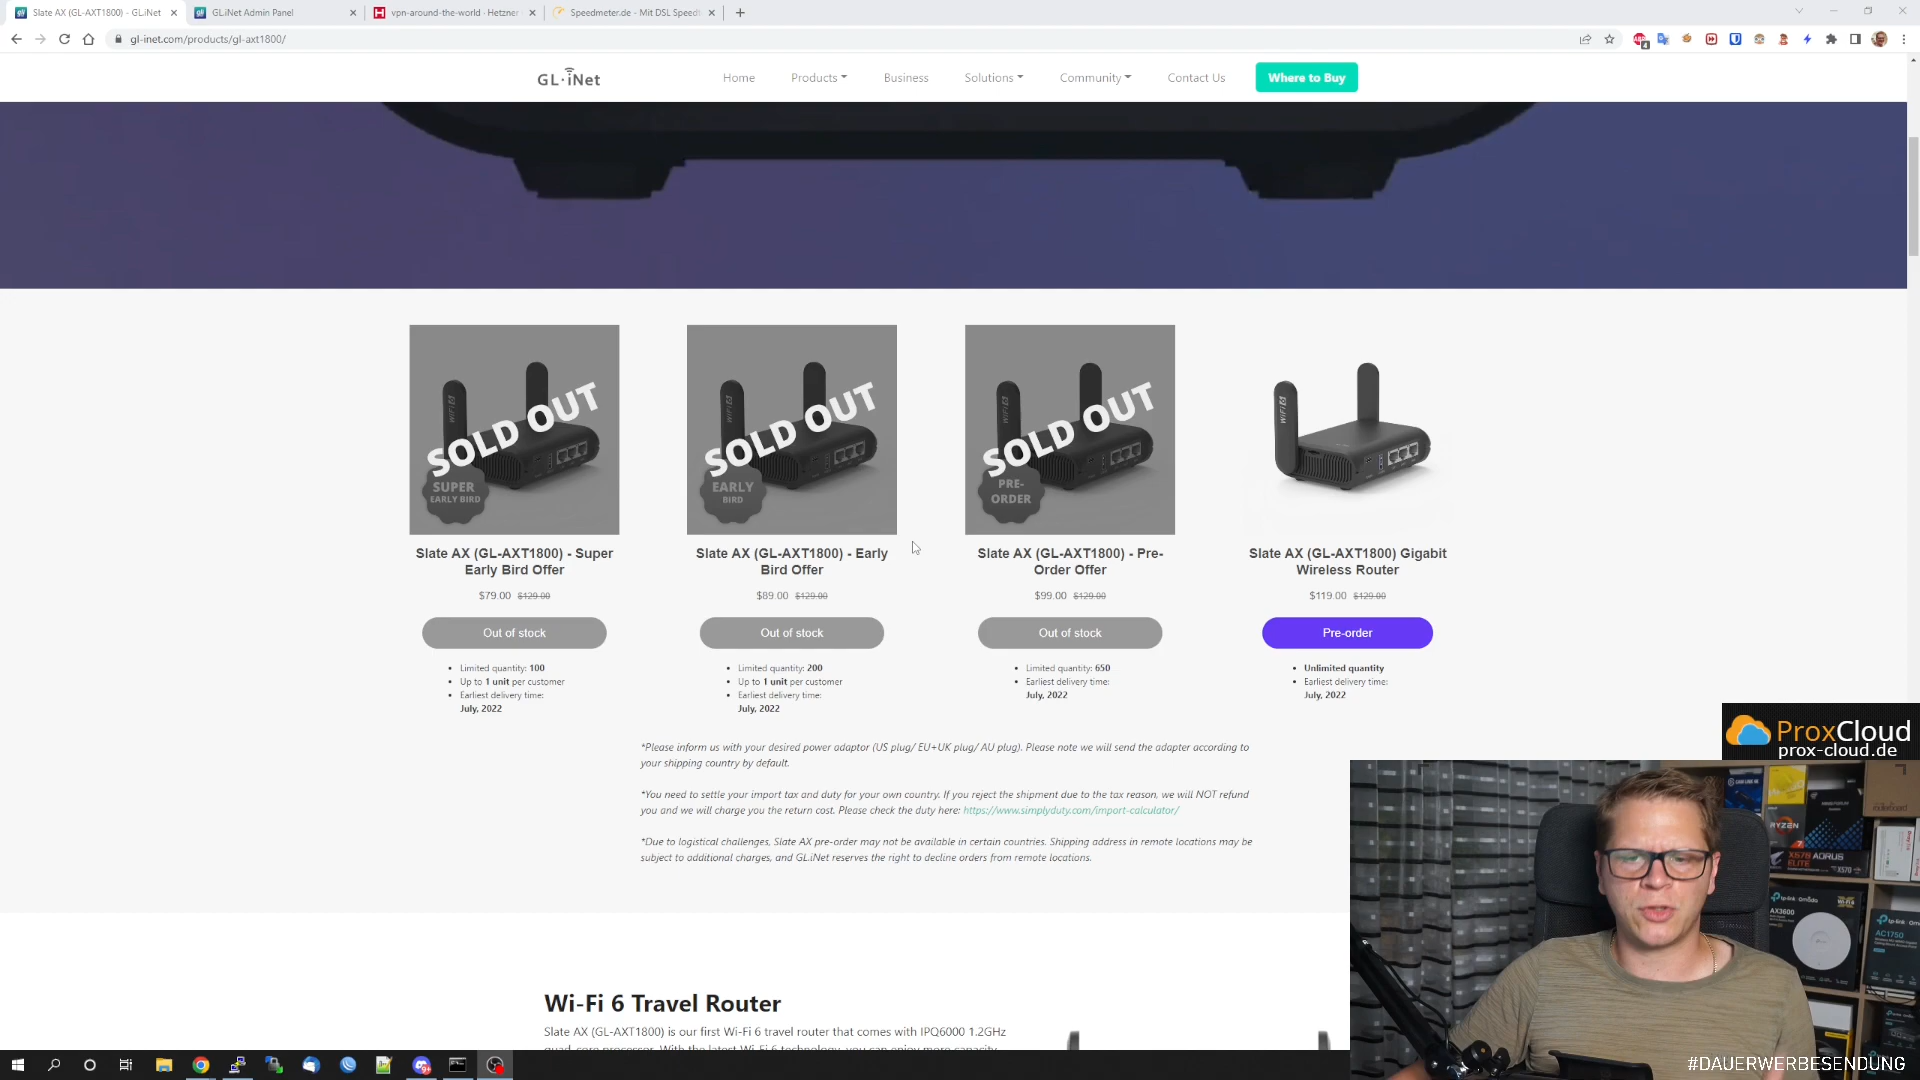 Slate AX (GL-AXT1800) - GL.iNet
GL.iNet Admin Panel
vpn-around-the-world - Hetzner
Speedmeter.de - Mit DSL Speed
gl-inet.com/products/gl-axt1800/
GL·iNet
Home
Products
Business
Solutions
Community
Contact Us
Where to Buy
SOLD OUT
SUPER
EARLY BIRD
SOLD OUT
EARLY
BIRD
SOLD OUT
PRE-
ORDER
WiFi6
Slate AX (GL-AXT1800) - Super
Early Bird Offer
$79.00 $129.00
Out of stock
• Limited quantity: 100
• Up to 1 unit per customer
• Earliest delivery time:
July, 2022
Slate AX (GL-AXT1800) - Early
Bird Offer
$89.00 $129.00
Out of stock
• Limited quantity: 200
• Up to 1 unit per customer
• Earliest delivery time:
July, 2022
Slate AX (GL-AXT1800) - Pre-
Order Offer
$99.00 $129.00
Out of stock
• Limited quantity: 650
• Earliest delivery time:
July, 2022
Slate AX (GL-AXT1800) Gigabit
Wireless Router
$119.00 $129.00
Pre-order
• Unlimited quantity
• Earliest delivery time:
July, 2022
*Please inform us with your desired power adaptor (US plug/ EU+UK plug/ AU plug). Please note we will send the adapter according to
your shipping country by default.
*You need to settle your import tax and duty for your own country. If you reject the shipment due to the tax reason, we will NOT refund
you and we will charge you the return cost. Please check the duty here: https://www.simplyduty.com/import-calculator/
*Due to logistical challenges, Slate AX pre-order may not be available in certain countries. Shipping address in remote locations may be
subject to additional charges, and GL.iNet reserves the right to decline orders from remote locations.
Wi-Fi 6 Travel Router
Slate AX (GL-AXT1800) is our first Wi-Fi 6 travel router that comes with IPQ6000 1.2GHz
quad-core processor. With the latest Wi-Fi 6 technology, you can enjoy more capacity,
ProxCloud
prox-cloud.de
RYZEN
X570 AORUS
ELITE
X570
tp-link omada
AX3600
tp-link omada
AC1750
#DAUERWERBESENDUNG